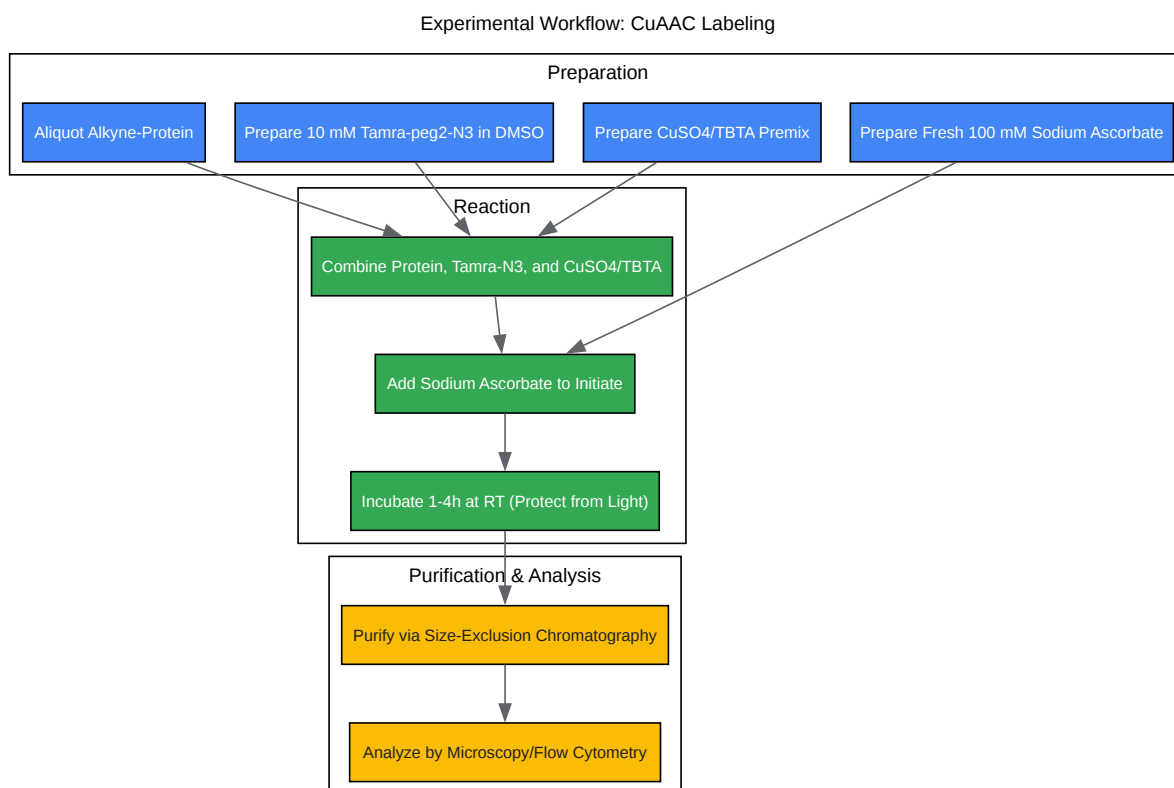 Experimental Workflow: CuAAC Labeling
Preparation
Aliquot Alkyne-Protein
Prepare 10 mM Tamra-peg2-N3 in DMSO
Prepare CuSO4/TBTA Premix
Prepare Fresh 100 mM Sodium Ascorbate
Reaction
Combine Protein, Tamra-N3, and CuSO4/TBTA
Add Sodium Ascorbate to Initiate
Incubate 1-4h at RT (Protect from Light)
Purification & Analysis
Purify via Size-Exclusion Chromatography
Analyze by Microscopy/Flow Cytometry